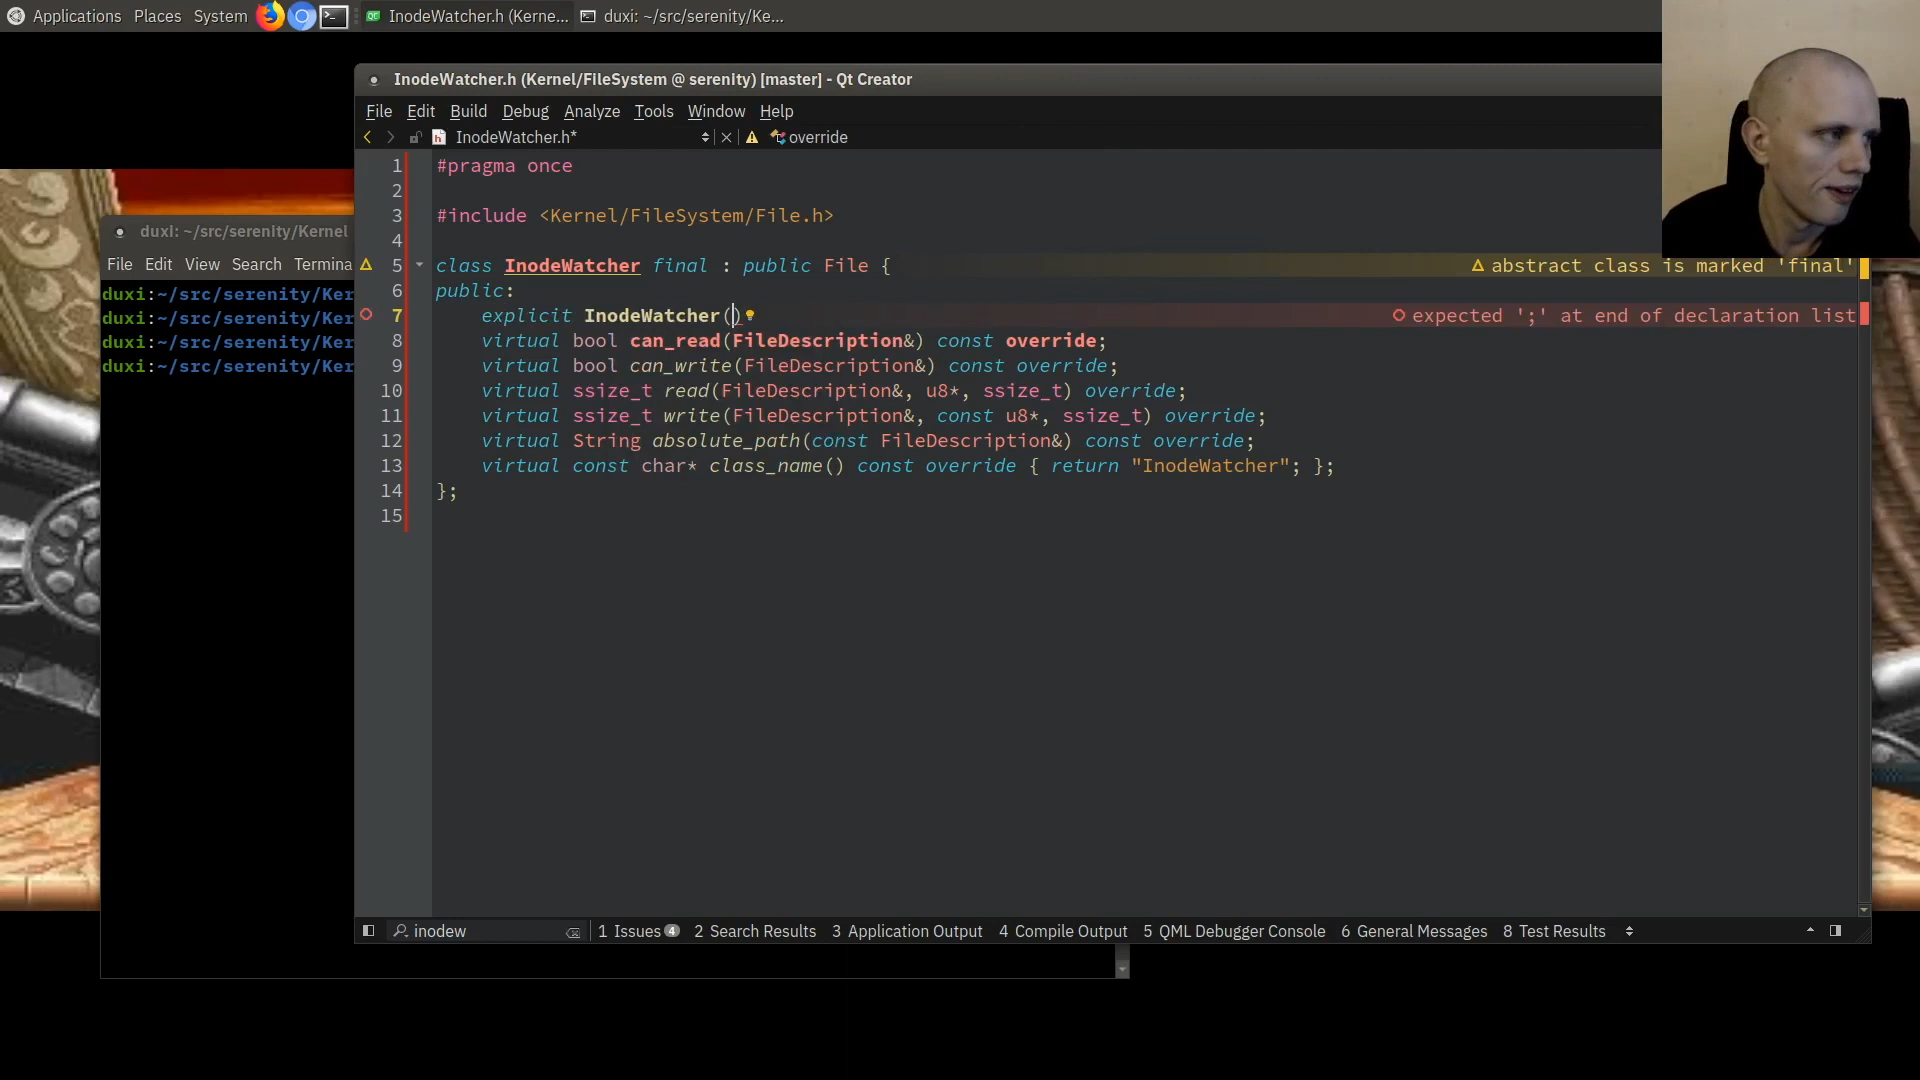 Applications Places System InodeWatcher.h (Kerne... duxi: ~/src/serenity/Ke...
InodeWatcher.h (Kernel/FileSystem @ serenity) [master] - Qt Creator
File Edit Build Debug Analyze Tools Window Help
InodeWatcher.h* override
1 #pragma once
2
3 #include <Kernel/FileSystem/File.h>
4
5 class InodeWatcher final : public File { abstract class is marked 'final'
6 public:
7 explicit InodeWatcher() expected ';' at end of declaration list
8 virtual bool can_read(FileDescription&) const override;
9 virtual bool can_write(FileDescription&) const override;
10 virtual ssize_t read(FileDescription&, u8*, ssize_t) override;
11 virtual ssize_t write(FileDescription&, const u8*, ssize_t) override;
12 virtual String absolute_path(const FileDescription&) const override;
13 virtual const char* class_name() const override { return "InodeWatcher"; };
14 };
15
inodew 1 Issues 4 2 Search Results 3 Application Output 4 Compile Output 5 QML Debugger Console 6 General Messages 8 Test Results
duxi: ~/src/serenity/Kernel
File Edit View Search Termina
duxi:~/src/serenity/Ker
duxi:~/src/serenity/Ker
duxi:~/src/serenity/Ker
duxi:~/src/serenity/Ker